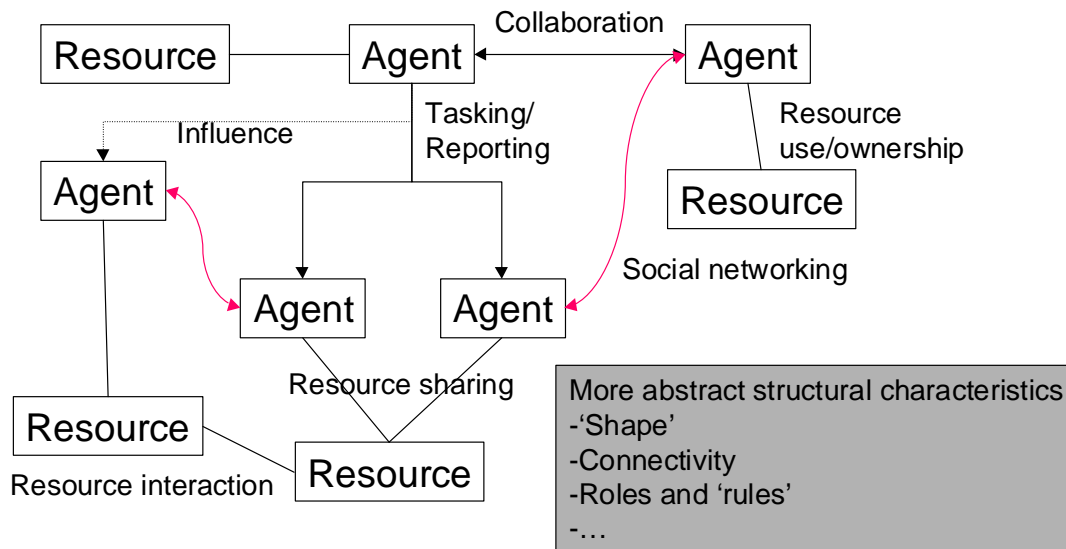 Collaboration
Resource
Agent
Agent
Tasking/
Reporting
Influence
Resource
use/ownership
Agent
Resource
Social networking
Agent
Agent
Resource sharing
More abstract structural characteristics
-‘Shape’
-Connectivity
-Roles and ‘rules’
-…
Resource
Resource
Resource interaction